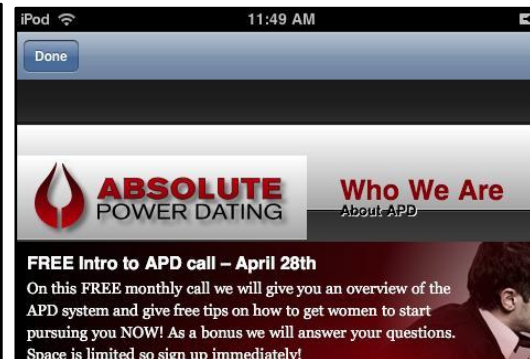 iPod 11:49 AM
Done
ABSOLUTE
POWER DATING
Who We Are
About APD
FREE Intro to APD call – April 28th
On this FREE monthly call we will give you an overview of the
APD system and give free tips on how to get women to start
pursuing you NOW! As a bonus we will answer your questions.
Space is limited so sign up immediately!